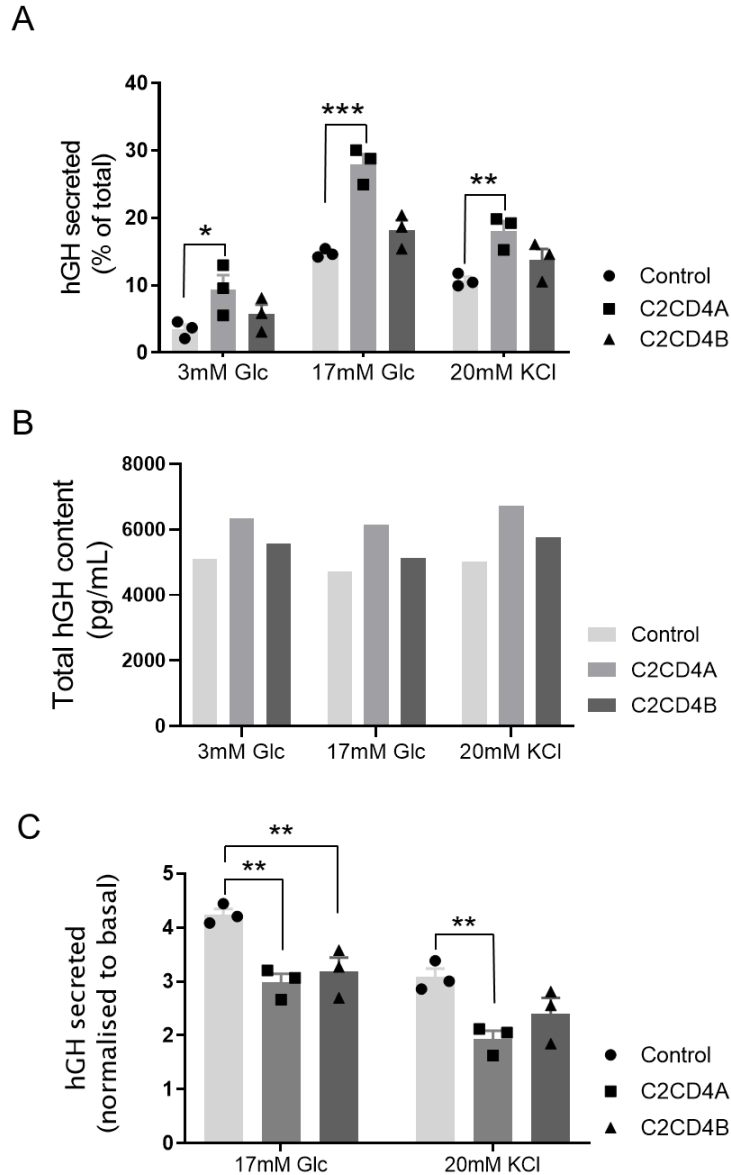 A
hGH secreted
(% of total)
40
30
20
10
0
*
***
**
3mM Glc 17mM Glc 20mM KCl
Control
C2CD4A
C2CD4B
B
Total hGH content
(pg/mL)
8000
6000
4000
2000
0
3mM Glc 17mM Glc 20mM KCl
Control
C2CD4A
C2CD4B
C
hGH secreted
(normalised to basal)
5
4
3
2
1
0
**
**
**
17mM Glc 20mM KCl
Control
C2CD4A
C2CD4B